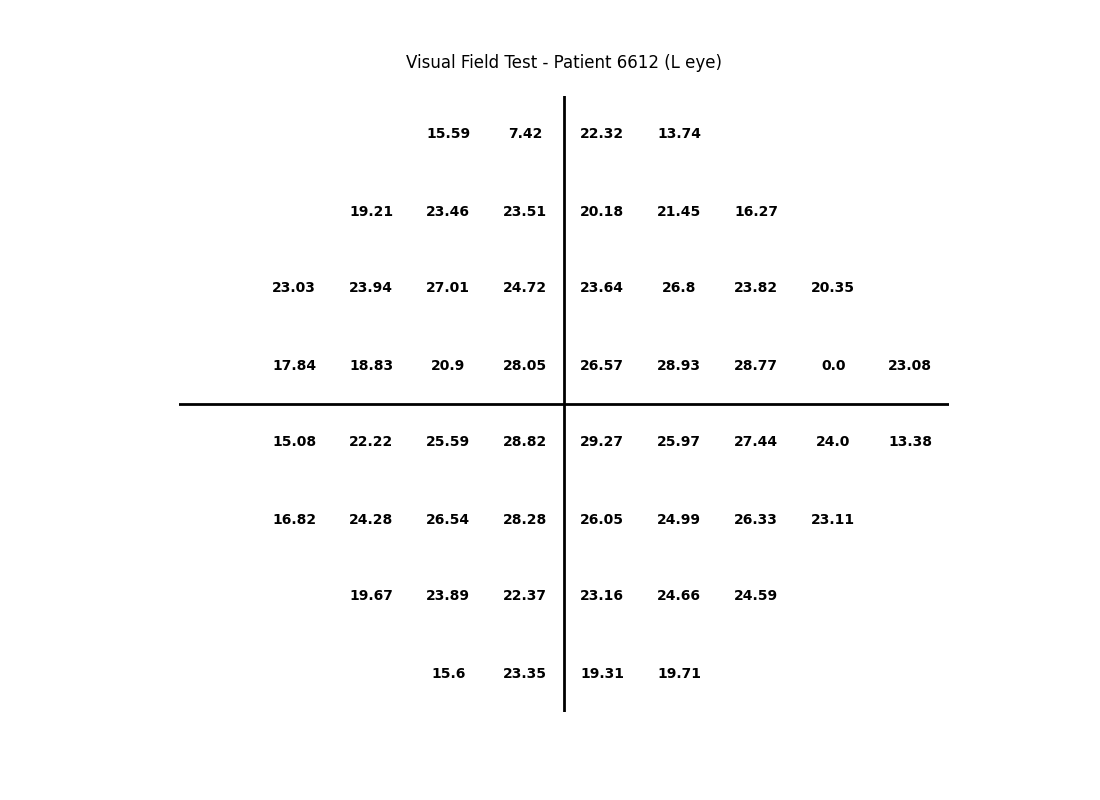 Visual Field Test - Patient 6612 (L eye)
15.59 7.42 22.32 13.74
19.21 23.46 23.51 20.18 21.45 16.27
23.03 23.94 27.01 24.72 23.64 26.8 23.82 20.35
17.84 18.83 20.9 28.05 26.57 28.93 28.77 0.0 23.08
15.08 22.22 25.59 28.82 29.27 25.97 27.44 24.0 13.38
16.82 24.28 26.54 28.28 26.05 24.99 26.33 23.11
19.67 23.89 22.37 23.16 24.66 24.59
15.6 23.35 19.31 19.71